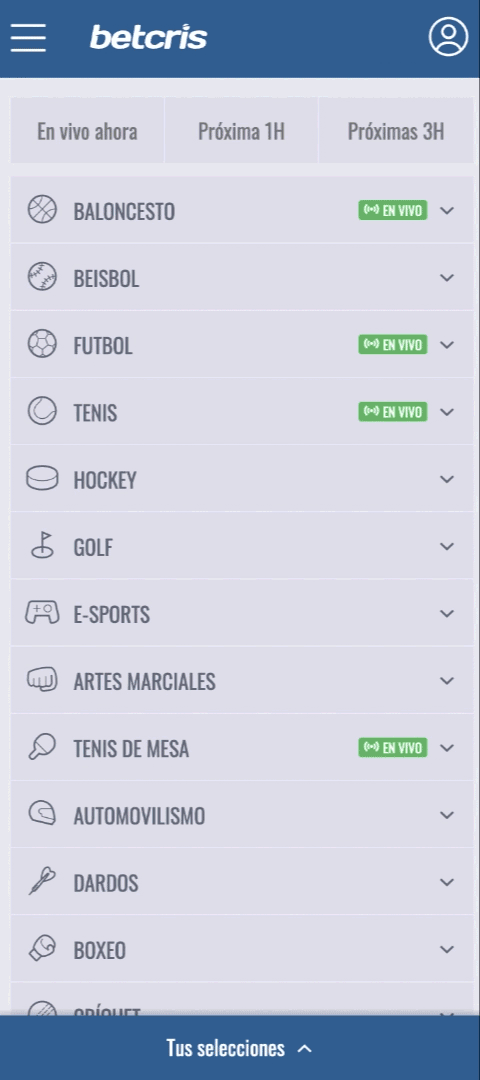 betcris
En vivo ahora
Próxima 1H
Próximas 3H
BALONCESTO EN VIVO
BEISBOL
FUTBOL EN VIVO
TENIS EN VIVO
HOCKEY
GOLF
E-SPORTS
ARTES MARCIALES
TENIS DE MESA EN VIVO
AUTOMOVILISMO
DARDOS
BOXEO
CRÍQUET
Tus selecciones